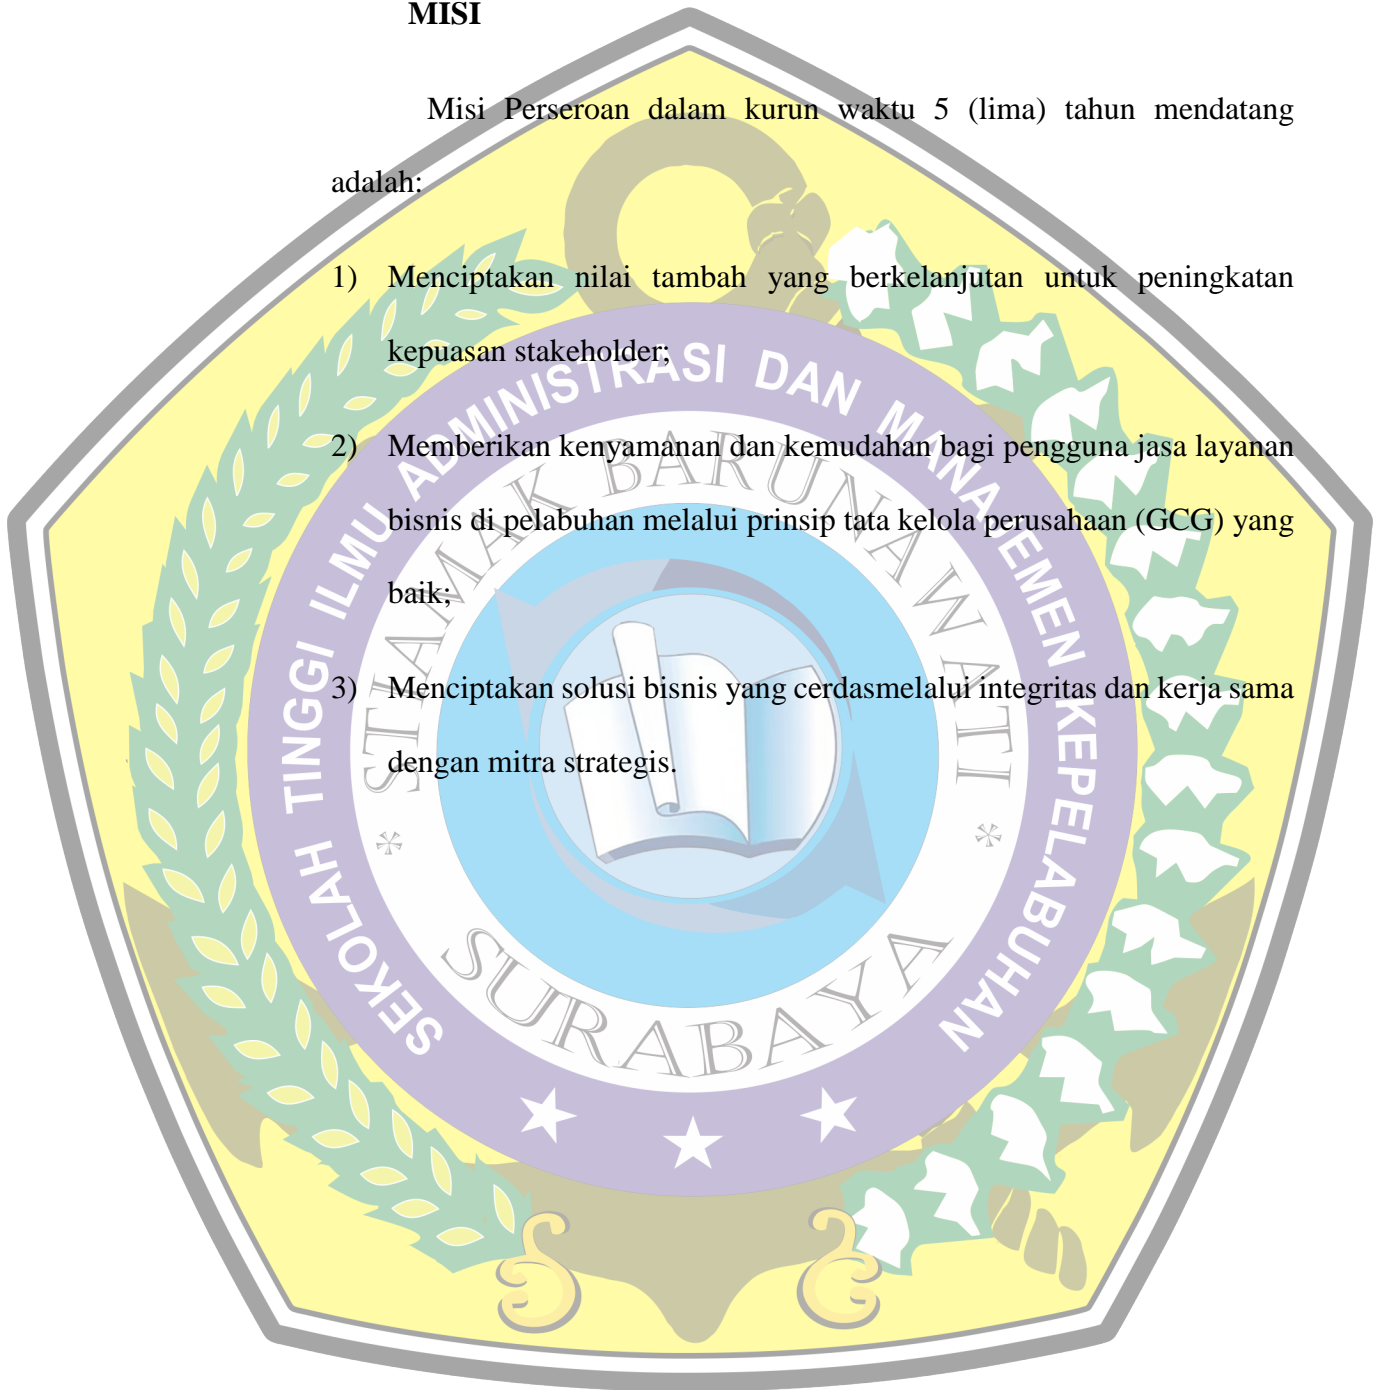 MISI
Misi Perseroan dalam kurun waktu 5 (lima) tahun mendatang
adalah:
1) Menciptakan nilai tambah yang berkelanjutan untuk peningkatan
kepuasan stakeholder;
2) Memberikan kenyamanan dan kemudahan bagi pengguna jasa layanan
bisnis di pelabuhan melalui prinsip tata kelola perusahaan (GCG) yang
baik;
3) Menciptakan solusi bisnis yang cerdasmelalui integritas dan kerja sama
dengan mitra strategis.
SEKOLAH TINGGI ILMU ADMINISTRASI DAN MANAJEMEN KEPELABUHAN
STIAMAK BARUNAWATI
SURABAYA